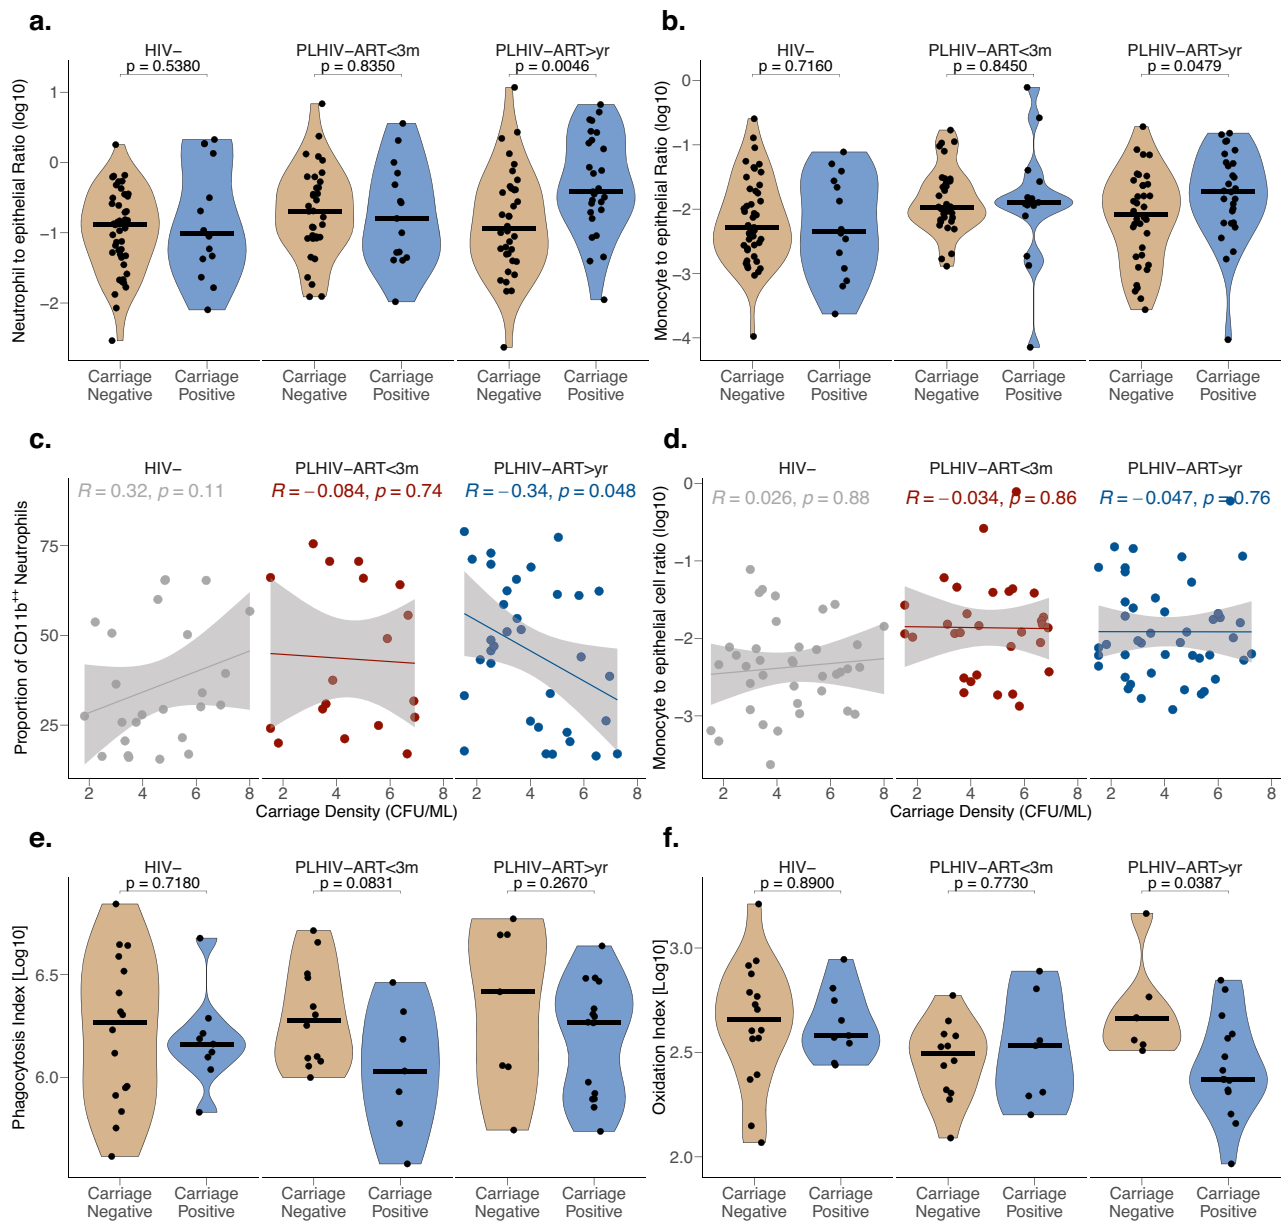 a.
HIV−
PLHIV−ART<3m
PLHIV−ART>yr
p = 0.5380
p = 0.8350
p = 0.0046
Neutrophil to epithelial Ratio (log10)
1
0
−1
−2
Carriage Negative
Carriage Positive
Carriage Negative
Carriage Positive
Carriage Negative
Carriage Positive
b.
HIV−
PLHIV−ART<3m
PLHIV−ART>yr
p = 0.7160
p = 0.8450
p = 0.0479
Monocyte to epithelial Ratio (log10)
0
−1
−2
−3
−4
Carriage Negative
Carriage Positive
Carriage Negative
Carriage Positive
Carriage Negative
Carriage Positive
c.
HIV−
PLHIV−ART<3m
PLHIV−ART>yr
R = 0.32, p = 0.11
R = −0.084, p = 0.74
R = −0.34, p = 0.048
Proportion of CD11b++ Neutrophils
75
50
25
2 4 6 8
2 4 6 8
2 4 6 8
Carriage Density (CFU/ML)
d.
HIV−
PLHIV−ART<3m
PLHIV−ART>yr
R = 0.026, p = 0.88
R = −0.034, p = 0.86
R = −0.047, p = 0.76
Monocyte to epithelial cell ratio (log10)
0
−1
−2
−3
2 4 6 8
2 4 6 8
2 4 6 8
Carriage Density (CFU/ML)
e.
HIV−
PLHIV−ART<3m
PLHIV−ART>yr
p = 0.7180
p = 0.0831
p = 0.2670
Phagocytosis Index [Log10]
6.5
6.0
Carriage Negative
Carriage Positive
Carriage Negative
Carriage Positive
Carriage Negative
Carriage Positive
f.
HIV−
PLHIV−ART<3m
PLHIV−ART>yr
p = 0.8900
p = 0.7730
p = 0.0387
Oxidation Index [Log10]
3.0
2.5
2.0
Carriage Negative
Carriage Positive
Carriage Negative
Carriage Positive
Carriage Negative
Carriage Positive